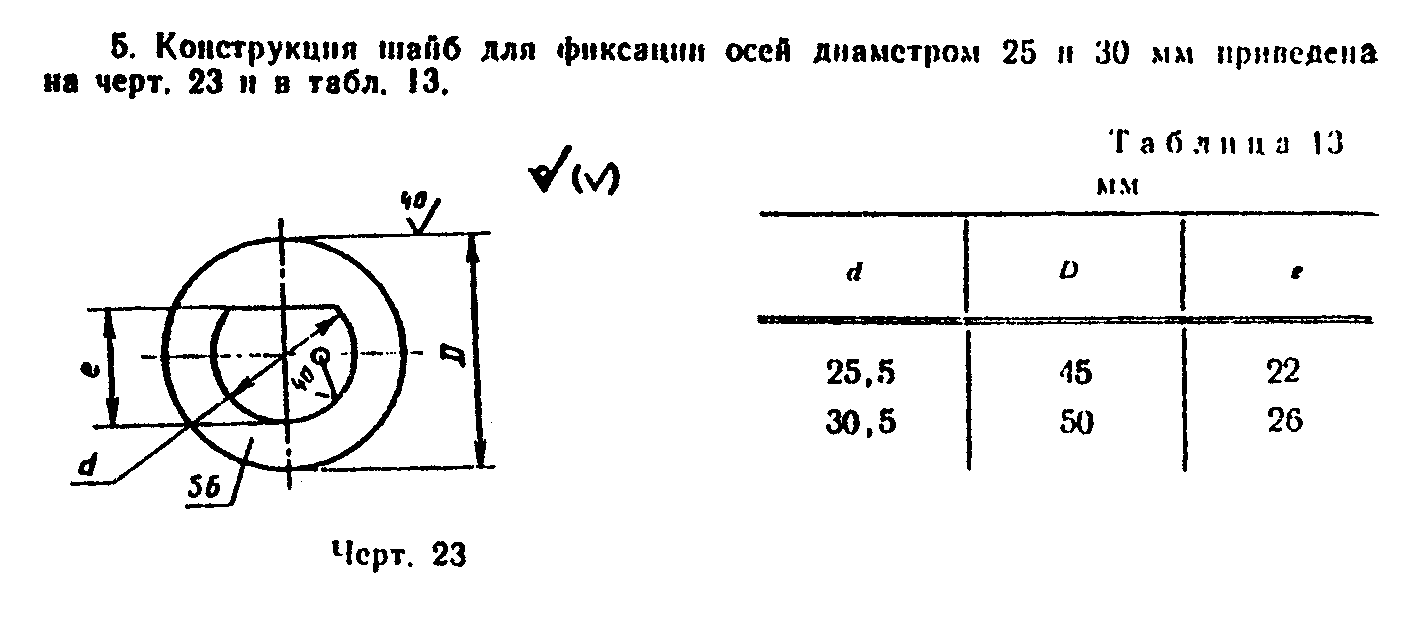 5. Конструкция шайб для фиксации осей диаметром 25 и 30 мм приведена
на черт. 23 и в табл. 13.
Таблица 13
мм
d D e
25,5 45 22
30,5 50 26
40
(√)
e
D
40
d
S6
Черт. 23